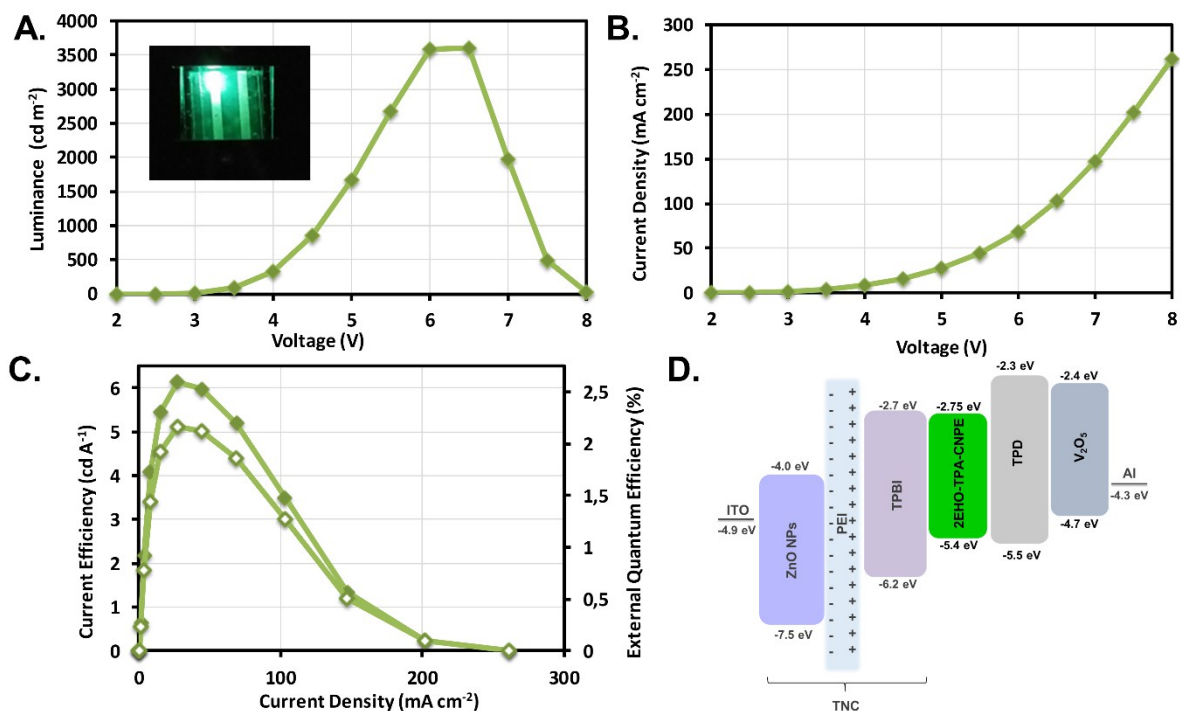 A.
Luminance (cd m⁻²)
4000
3500
3000
2500
2000
1500
1000
500
0
2 3 4 5 6 7 8
Voltage (V)
B.
Current Density (mA cm⁻²)
300
250
200
150
100
50
0
2 3 4 5 6 7 8
Voltage (V)
C.
Current Efficiency (cd A⁻¹)
6
5
4
3
2
1
0
0 100 200 300
Current Density (mA cm⁻²)
2,5
2
1,5
1
0,5
0
External Quantum Efficiency (%)
D.
ITO
-4.9 eV
-4.0 eV
ZnO NPs
-7.5 eV
PEI
- - - - - - - - - - - - - - - - -
+ + + + + + + + + + + + + + + + +
-2.7 eV
TPBI
-6.2 eV
-2.75 eV
2EHO-TPA-CNPE
-5.4 eV
-2.3 eV
TPD
-5.5 eV
-2.4 eV
V₂O₅
-4.7 eV
Al
-4.3 eV
TNC